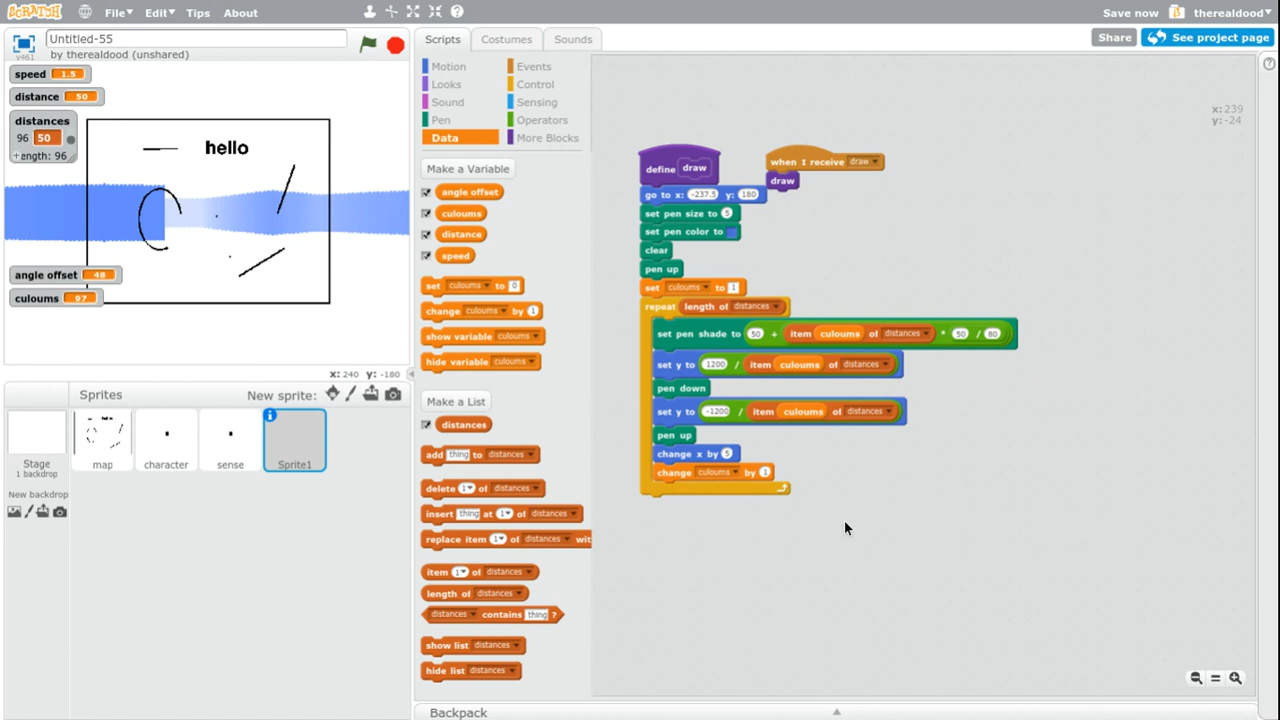 SCRATCH File▾ Edit▾ Tips About Save now therealdood▾
Untitled-55
by therealdood (unshared)
v461
Scripts Costumes Sounds
Share See project page
speed 1.5
distance 50
distances
96 50
+ength: 96
hello
angle offset 48
culoums 97
x: 240 y: -180
Sprites New sprite:
Stage
1 backdrop
New backdrop
map character sense Sprite1
Motion Events
Looks Control
Sound Sensing
Pen Operators
Data More Blocks
Make a Variable
angle offset
culoums
distance
speed
set culoums to 0
change culoums by 1
show variable culoums
hide variable culoums
Make a List
distances
add thing to distances
delete 1 of distances
insert thing at 1 of distances
replace item 1 of distances wit
item 1 of distances
length of distances
distances contains thing ?
show list distances
hide list distances
x: 239
y: -24
define draw
go to x: -237.5 y: 180
set pen size to 5
set pen color to
clear
pen up
set culoums to 1
repeat length of distances
set pen shade to 50 + item culoums of distances * 50 / 80
set y to 1200 / item culoums of distances
pen down
set y to -1200 / item culoums of distances
pen up
change x by 5
change culoums by 1
when I receive draw
draw
Backpack